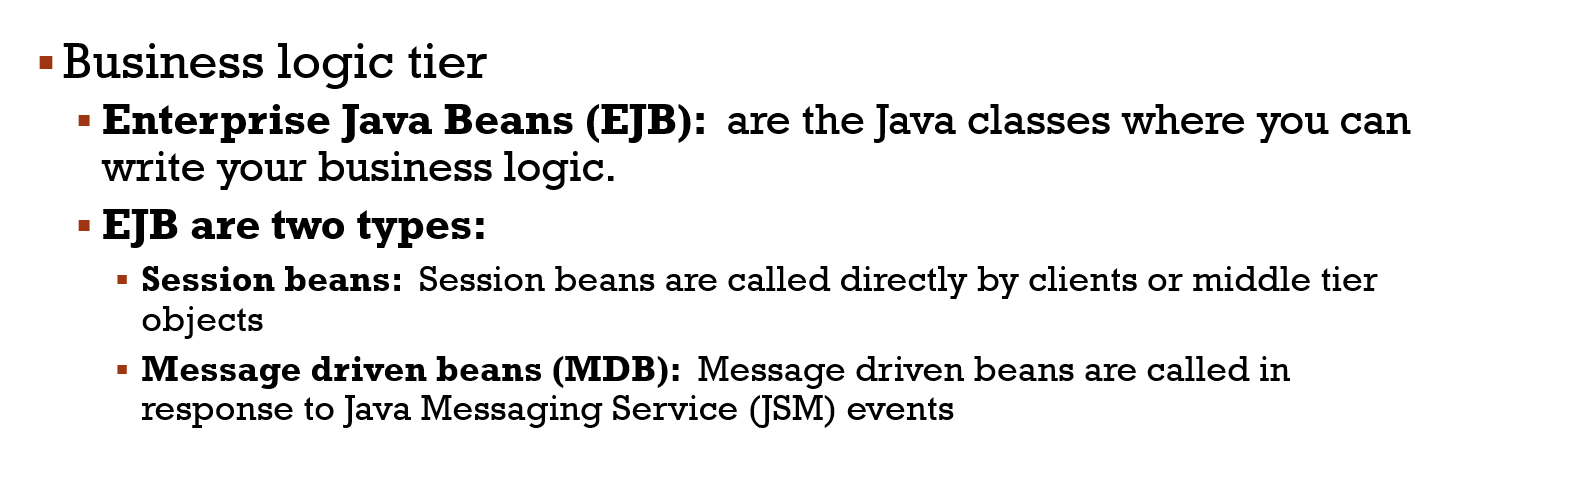 Business logic tier
Enterprise Java Beans (EJB): are the Java classes where you can
write your business logic.
EJB are two types:
Session beans: Session beans are called directly by clients or middle tier
objects
Message driven beans (MDB): Message driven beans are called in
response to Java Messaging Service (JSM) events